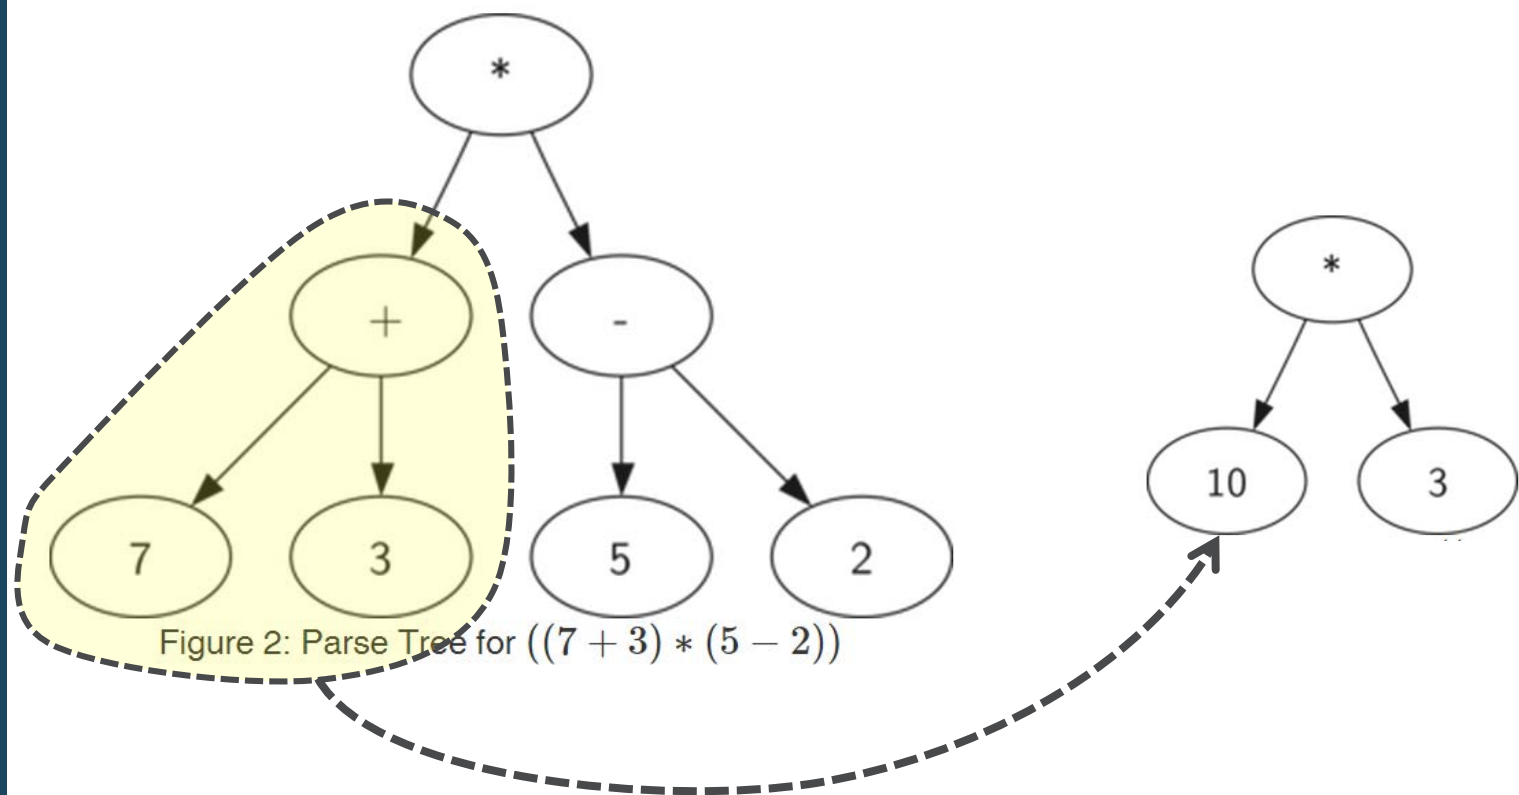 *
+ -
7 3 5 2
Figure 2: Parse Tree for ((7 + 3) ∗ (5 − 2))
*
10 3